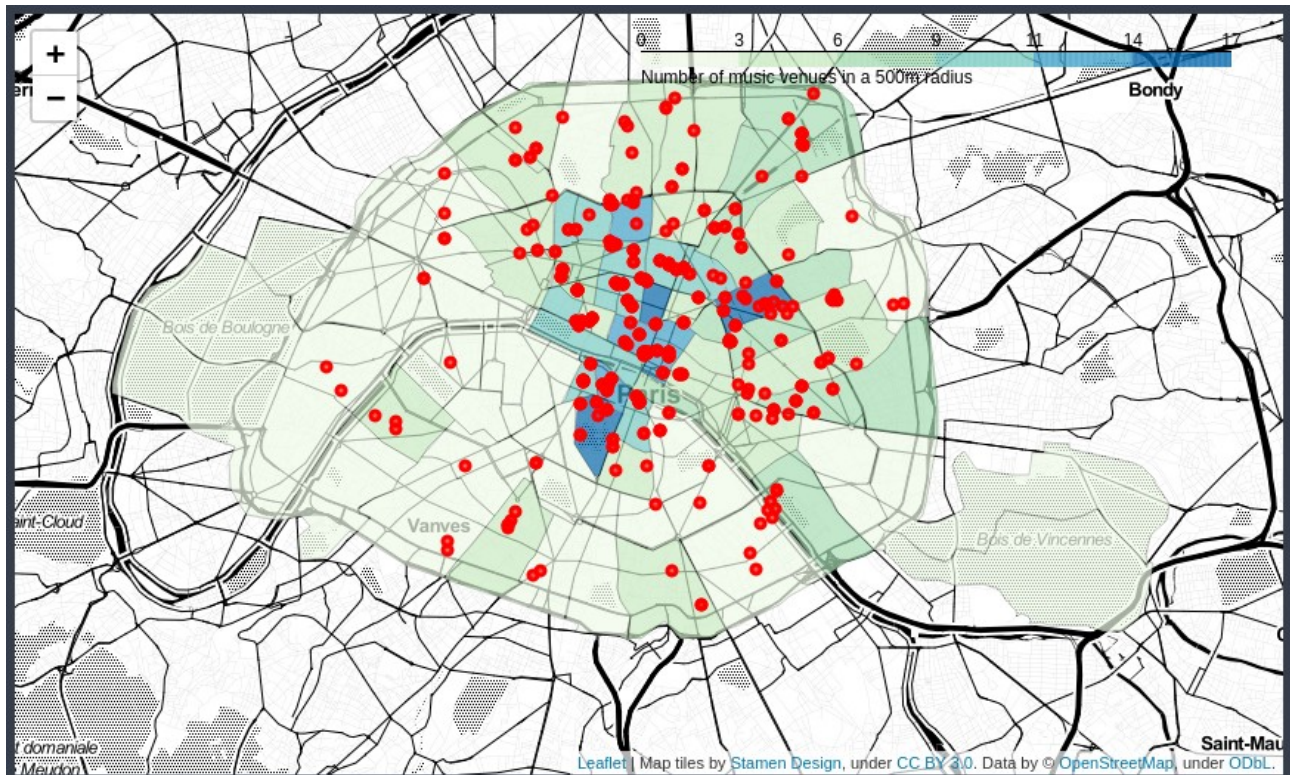 +
−
0 3 6 9 11 14 17
Number of music venues in a 500m radius
Bondy
Bois de Boulogne
Paris
aint-Cloud
Vanves
Bois de Vincennes
t domaniale
Meudon
Saint-Mau
Leaflet | Map tiles by Stamen Design, under CC BY 3.0. Data by © OpenStreetMap, under ODbL.